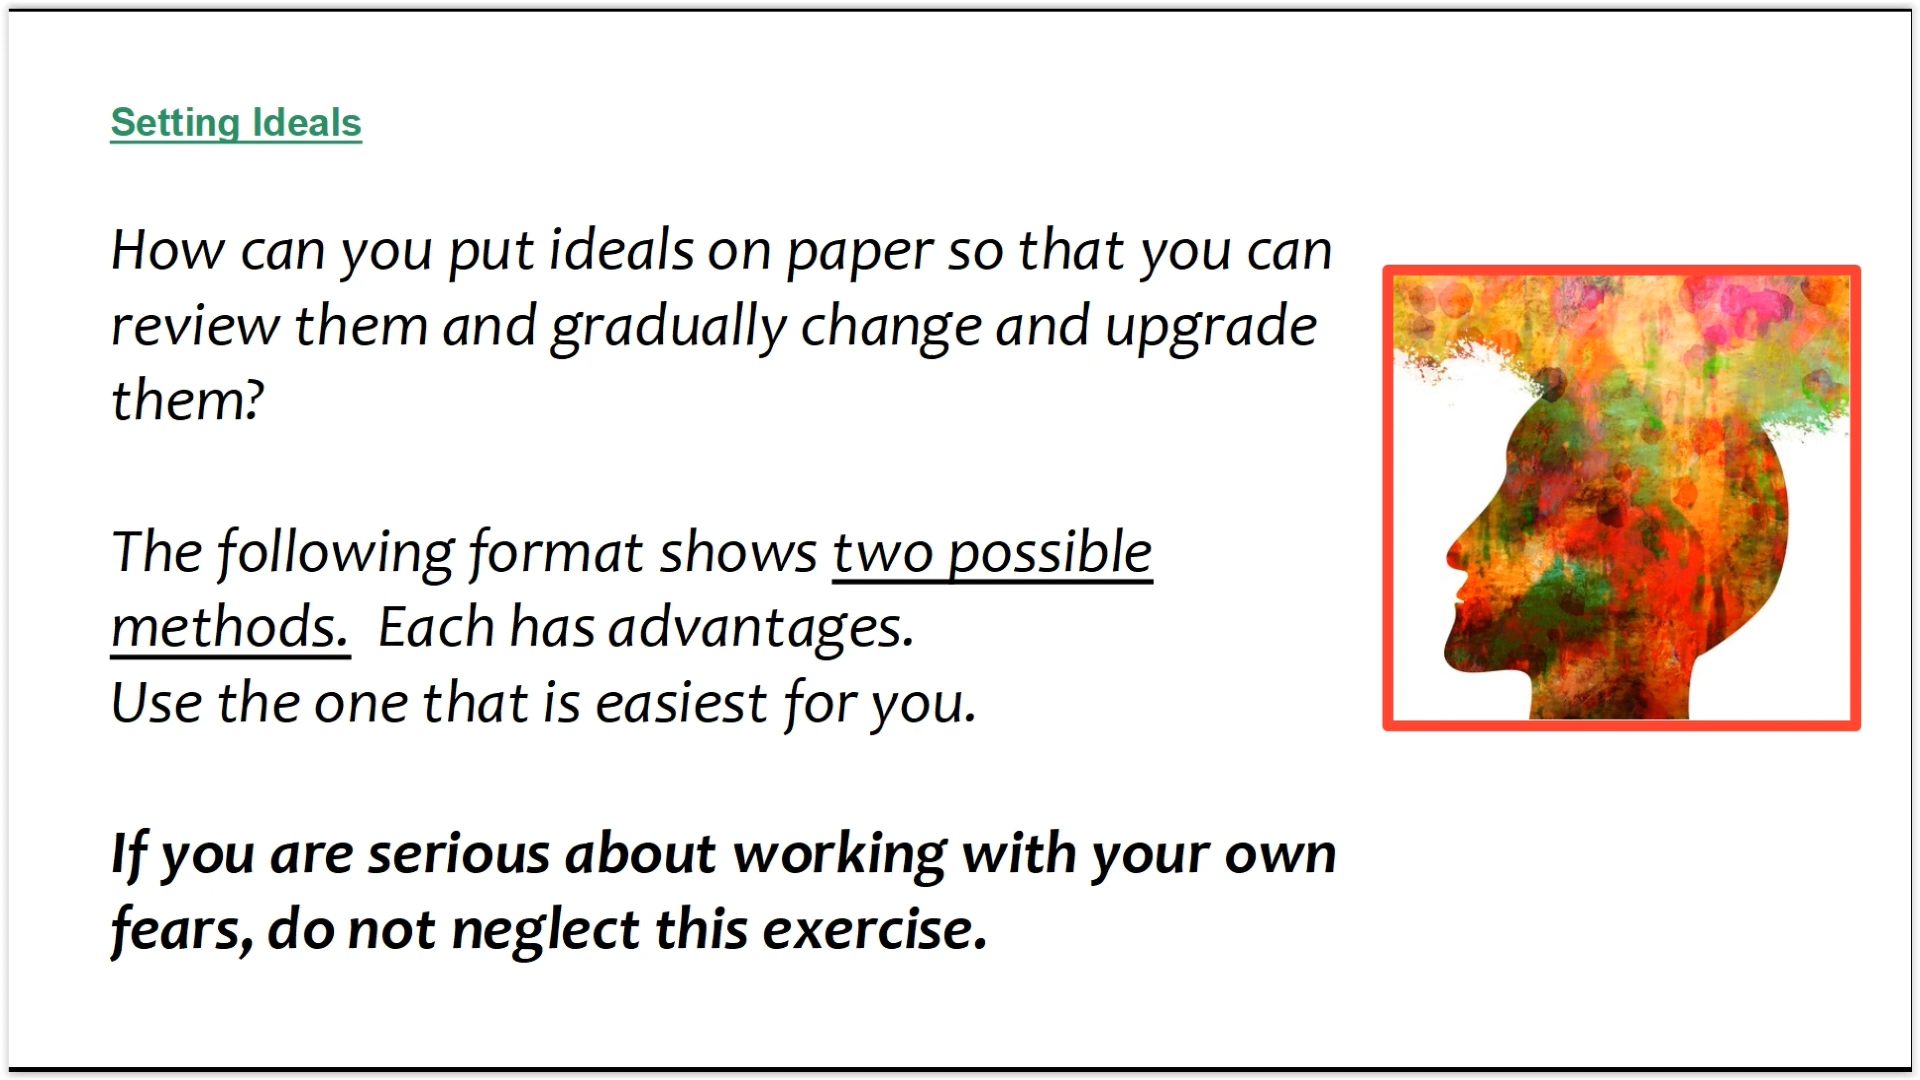 Setting Ideals
How can you put ideals on paper so that you can
review them and gradually change and upgrade
them?
The following format shows two possible
methods.  Each has advantages.
Use the one that is easiest for you.
If you are serious about working with your own
fears, do not neglect this exercise.